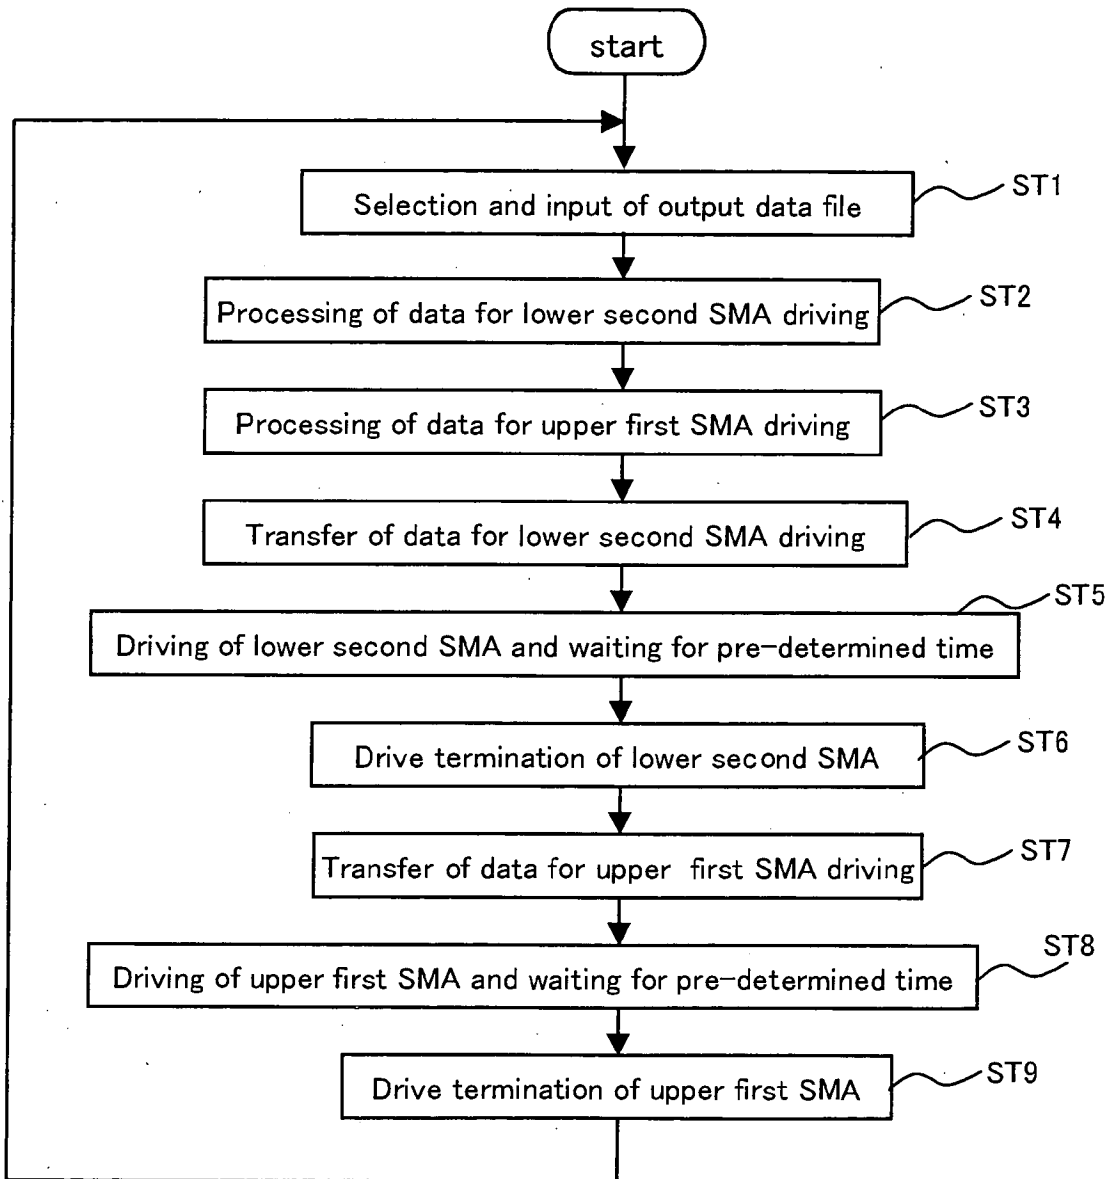 start
Selection and input of output data file
ST1
Processing of data for lower second SMA driving
ST2
Processing of data for upper first SMA driving
ST3
Transfer of data for lower second SMA driving
ST4
Driving of lower second SMA and waiting for pre-determined time
ST5
Drive termination of lower second SMA
ST6
Transfer of data for upper first SMA driving
ST7
Driving of upper first SMA and waiting for pre-determined time
ST8
Drive termination of upper first SMA
ST9